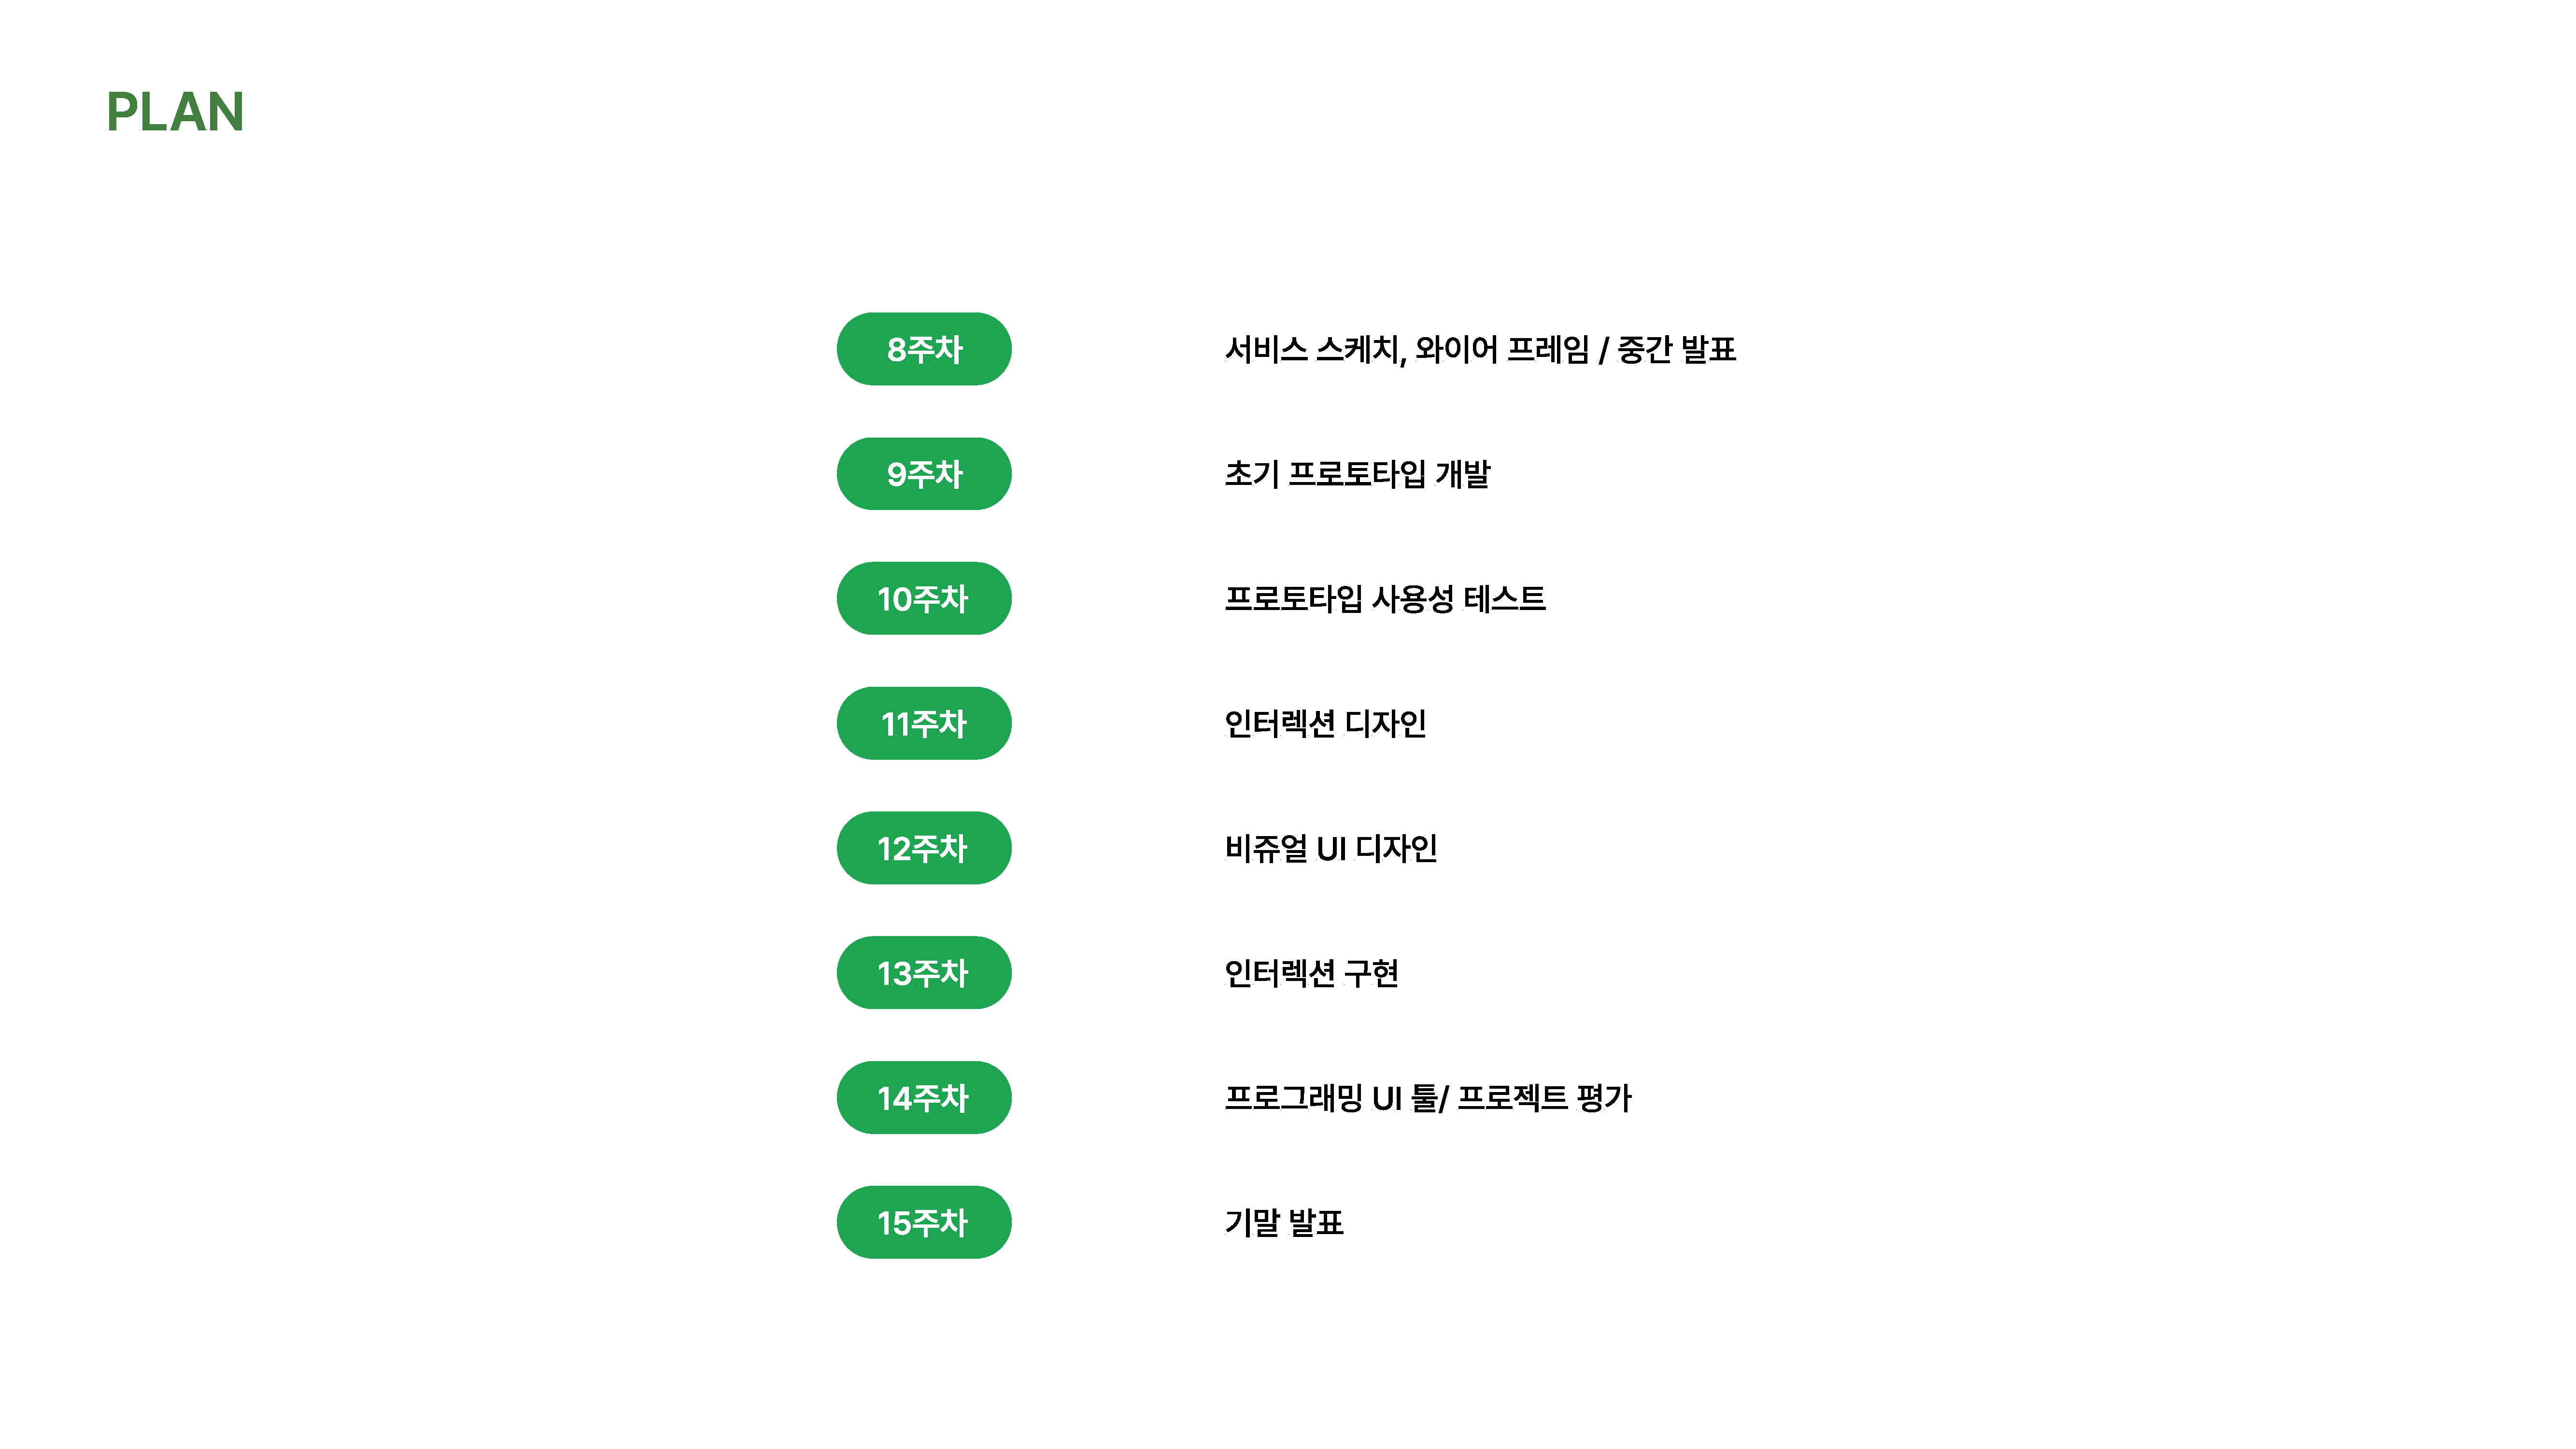 PLAN
8주차 서비스 스케치, 와이어 프레임 / 중간 발표
9주차 초기 프로토타입 개발
10주차 프로토타입 사용성 테스트
11주차 인터렉션 디자인
12주차 비쥬얼 UI 디자인
13주차 인터렉션 구현
14주차 프로그래밍 UI 툴/ 프로젝트 평가
15주차 기말 발표